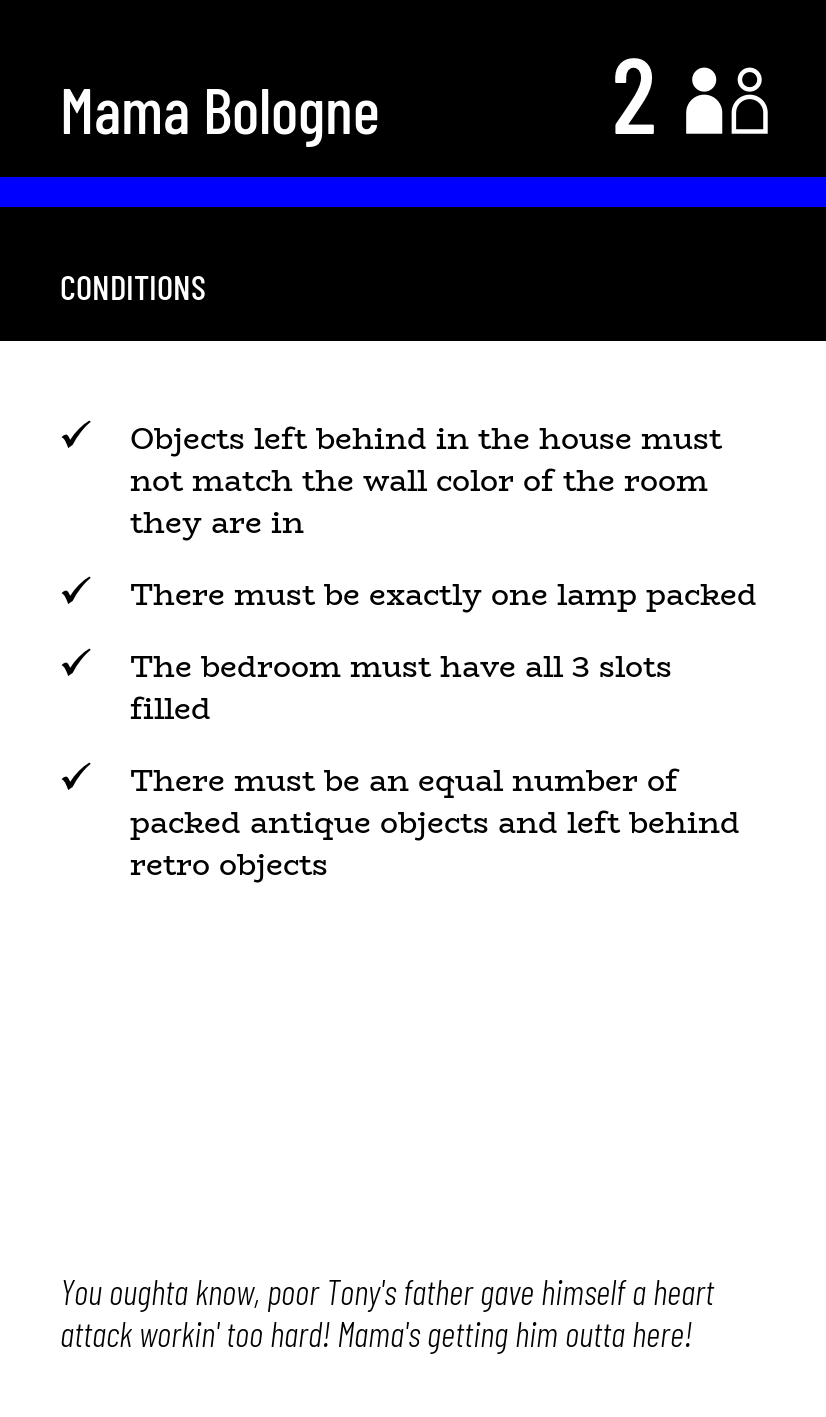 Mama Bologne
2
CONDITIONS
✓ Objects left behind in the house must
not match the wall color of the room
they are in
✓ There must be exactly one lamp packed
✓ The bedroom must have all 3 slots
filled
✓ There must be an equal number of
packed antique objects and left behind
retro objects
You oughta know, poor Tony's father gave himself a heart
attack workin' too hard! Mama's getting him outta here!